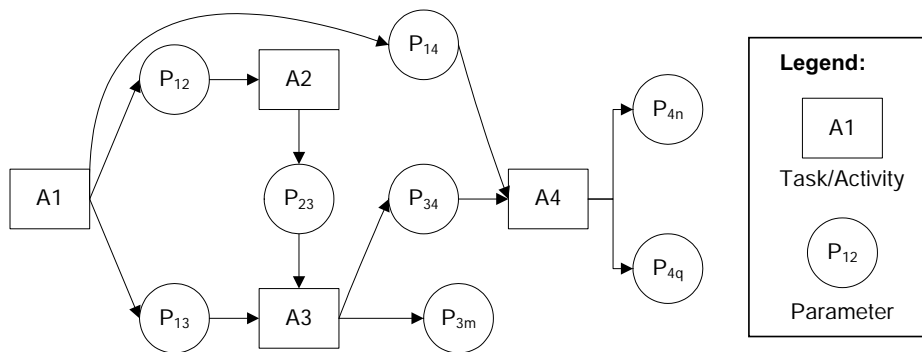 P14
P12
A2
P4n
A1
P23
P34
A4
P13
A3
P3m
P4q
Legend:
A1
Task/Activity
P12
Parameter